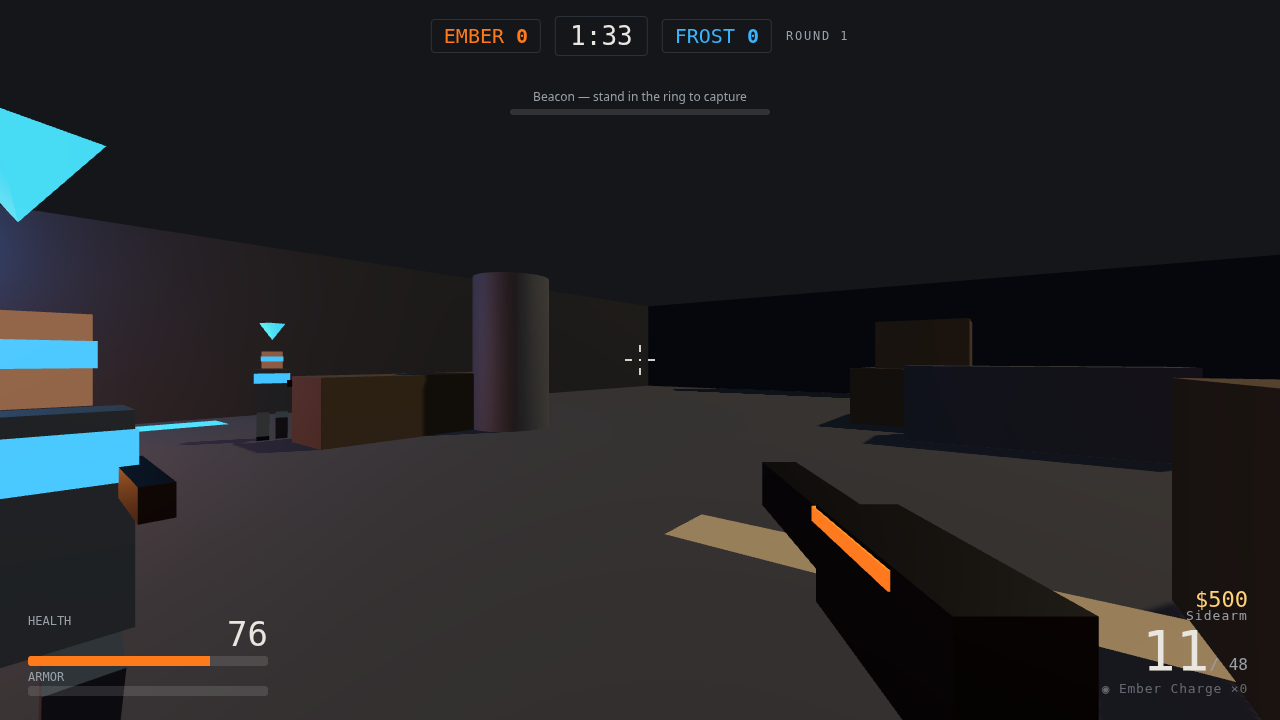 EMBER 0
1:33
FROST 0
ROUND 1
Beacon — stand in the ring to capture
HEALTH
76
ARMOR
$500
Sidearm
11 / 48
◉ Ember Charge ×0